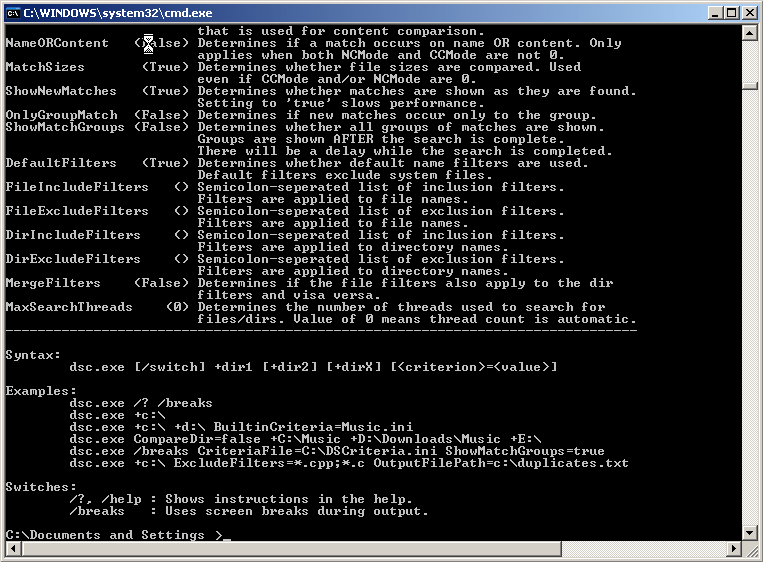 C:\WINDOWS\system32\cmd.exe
that is used for content comparison.
NameORContent (False) Determines if a match occurs on name OR content. Only
applies when both NCMode and CCMode are not 0.
MatchSizes (True) Determines whether file sizes are compared. Used
even if CCMode and/or NCMode are 0.
ShowNewMatches (True) Determines whether matches are shown as they are found.
Setting to 'true' slows performance.
OnlyGroupMatch (False) Determines if new matches occur only to the group.
ShowMatchGroups (False) Determines whether all groups of matches are shown.
Groups are shown AFTER the search is complete.
There will be a delay while the search is completed.
DefaultFilters (True) Determines whether default name filters are used.
Default filters exclude system files.
FileIncludeFilters () Semicolon-seperated list of inclusion filters.
Filters are applied to file names.
FileExcludeFilters () Semicolon-seperated list of exclusion filters.
Filters are applied to file names.
DirIncludeFilters () Semicolon-seperated list of inclusion filters.
Filters are applied to directory names.
DirExcludeFilters () Semicolon-seperated list of exclusion filters.
Filters are applied to directory names.
MergeFilters (False) Determines if the file filters also apply to the dir
filters and visa versa.
MaxSearchThreads (0) Determines the number of threads used to search for
files/dirs. Value of 0 means thread count is automatic.
-------------------------------------------------------------------------------
Syntax:
dsc.exe [/switch] +dir1 [+dir2] [+dirX] [<criterion>=<value>]
Examples:
dsc.exe /? /breaks
dsc.exe +c:\
dsc.exe +c:\ +d:\ BuiltinCriteria=Music.ini
dsc.exe CompareDir=false +C:\Music +D:\Downloads\Music +E:\
dsc.exe /breaks CriteriaFile=C:\DSCriteria.ini ShowMatchGroups=true
dsc.exe +c:\ ExcludeFilters=*.cpp;*.c OutputFilePath=c:\duplicates.txt
Switches:
/?, /help : Shows instructions in the help.
/breaks : Uses screen breaks during output.
C:\Documents and Settings >_